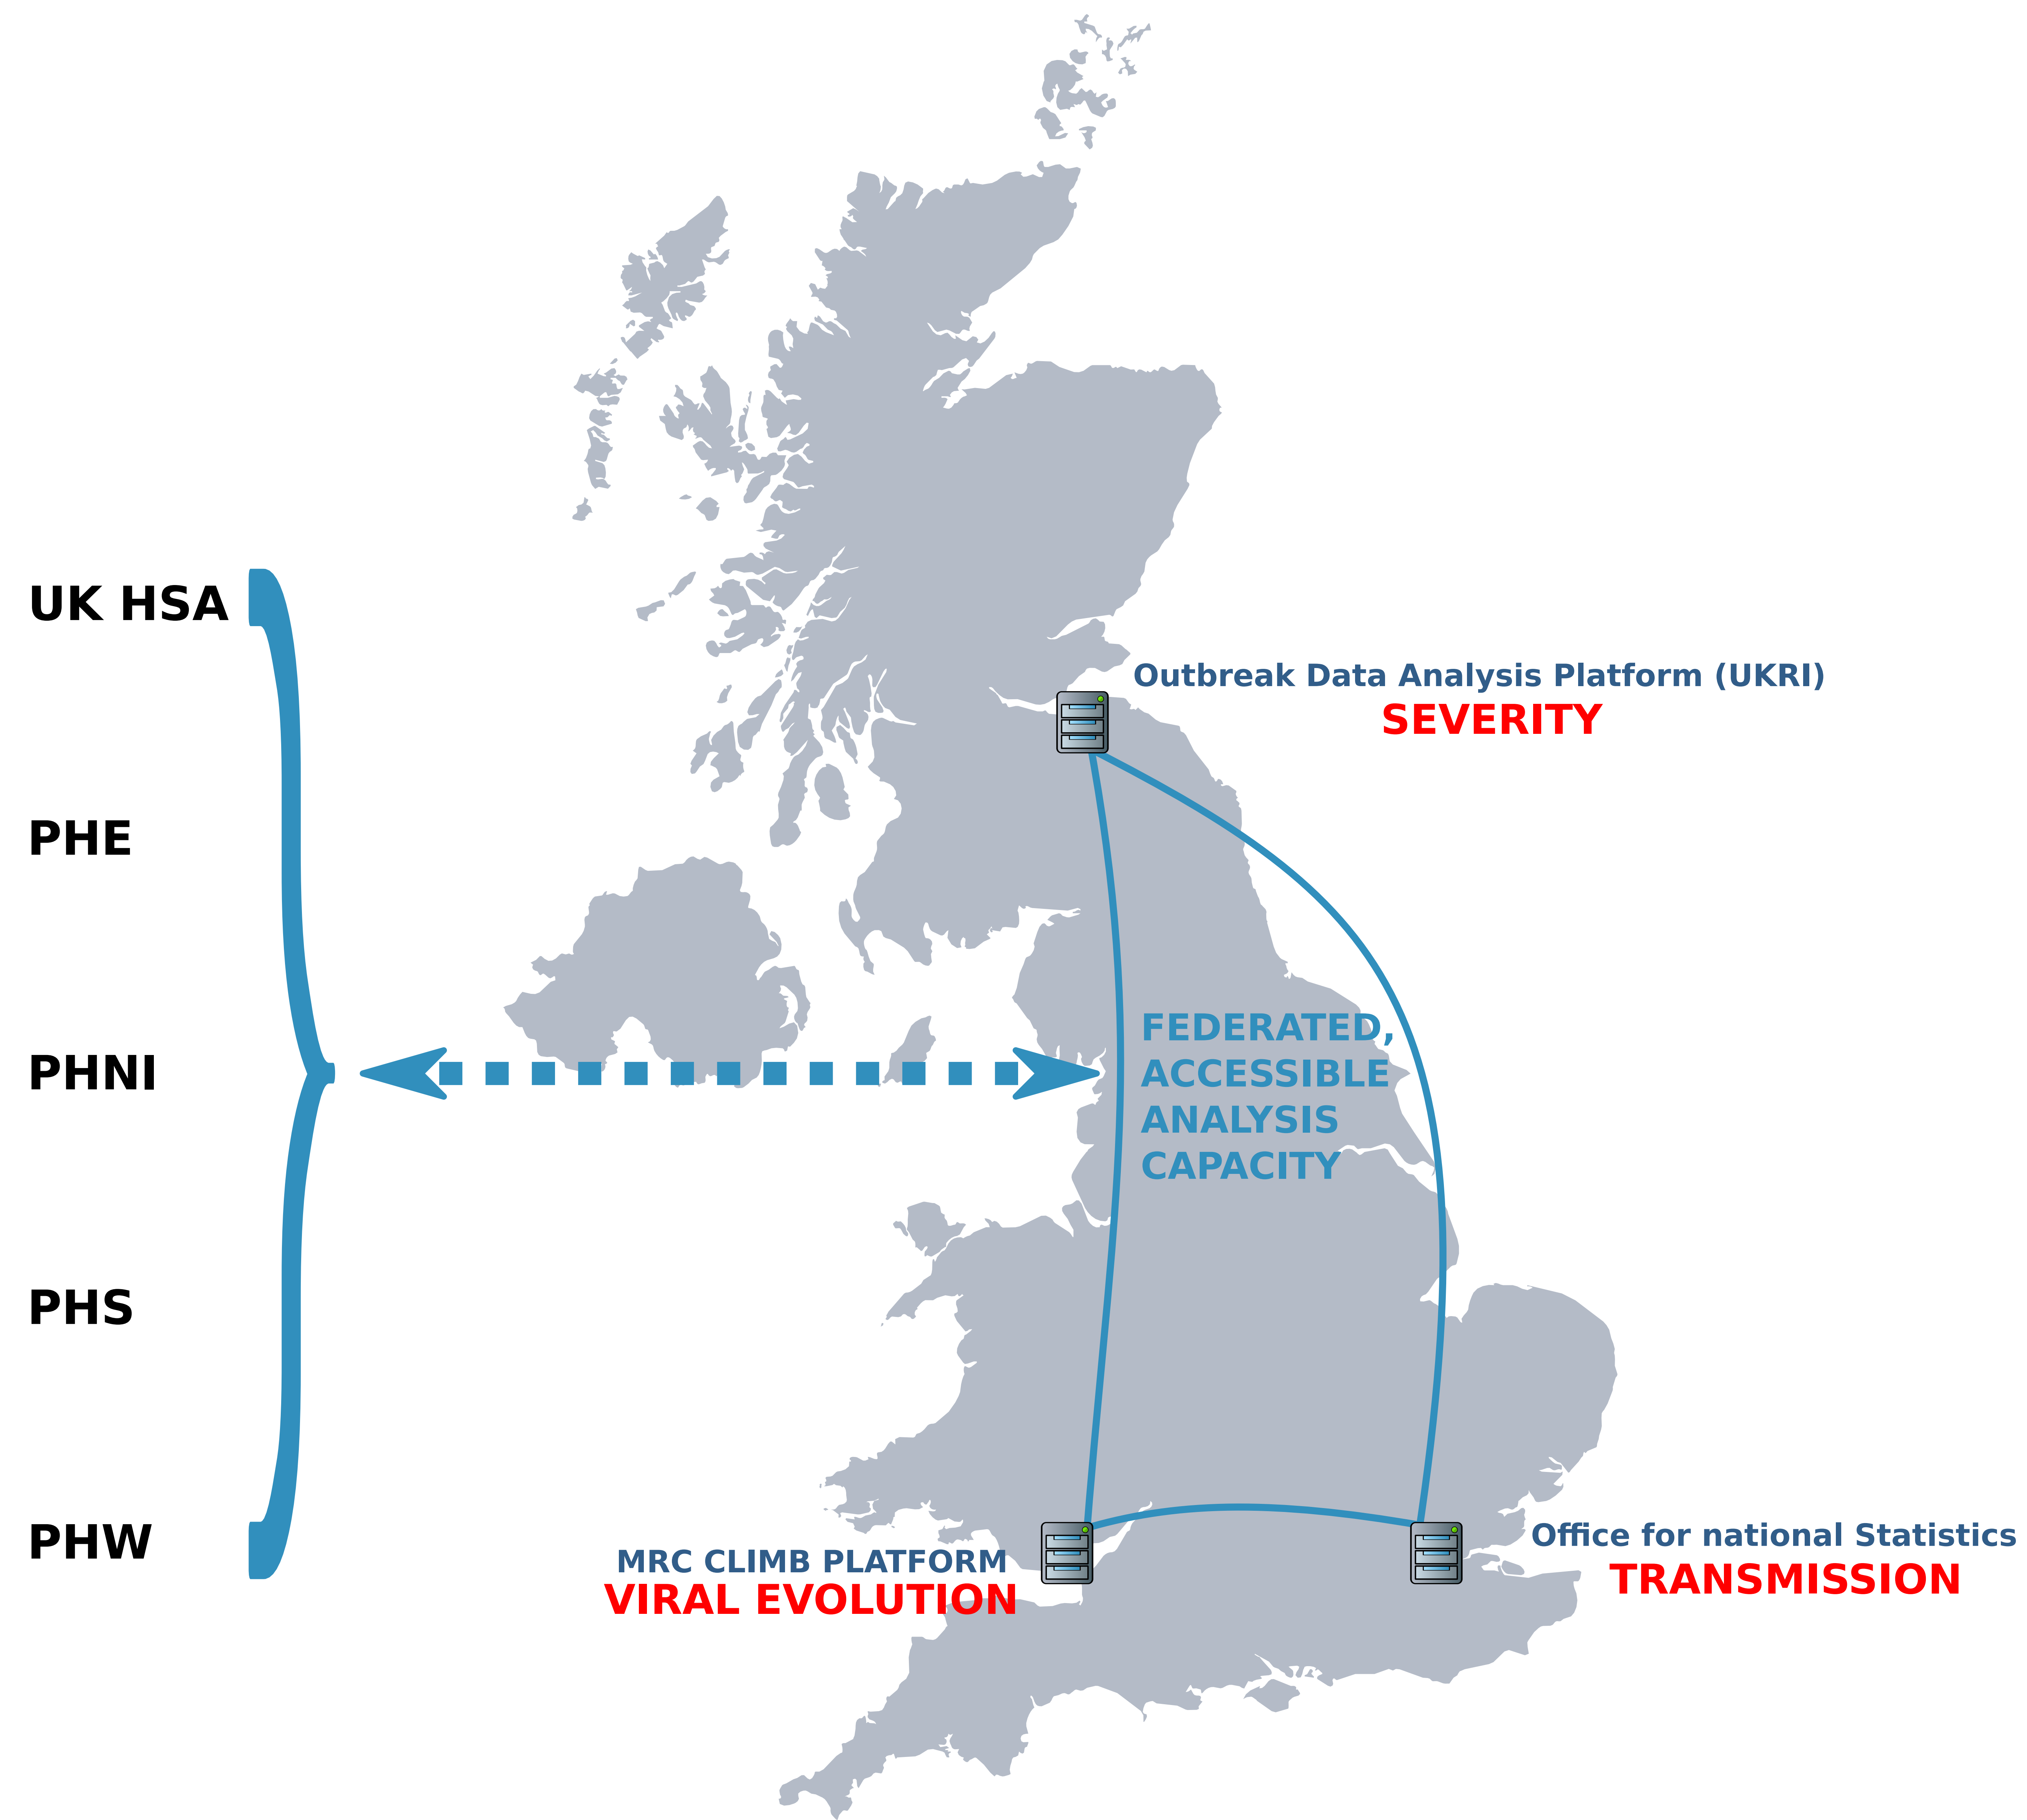 UK HSA
PHE
PHNI
PHS
PHW
Outbreak Data Analysis Platform (UKRI)
SEVERITY
FEDERATED,
ACCESSIBLE
ANALYSIS
CAPACITY
MRC CLIMB PLATFORM
VIRAL EVOLUTION
Office for national Statistics
TRANSMISSION